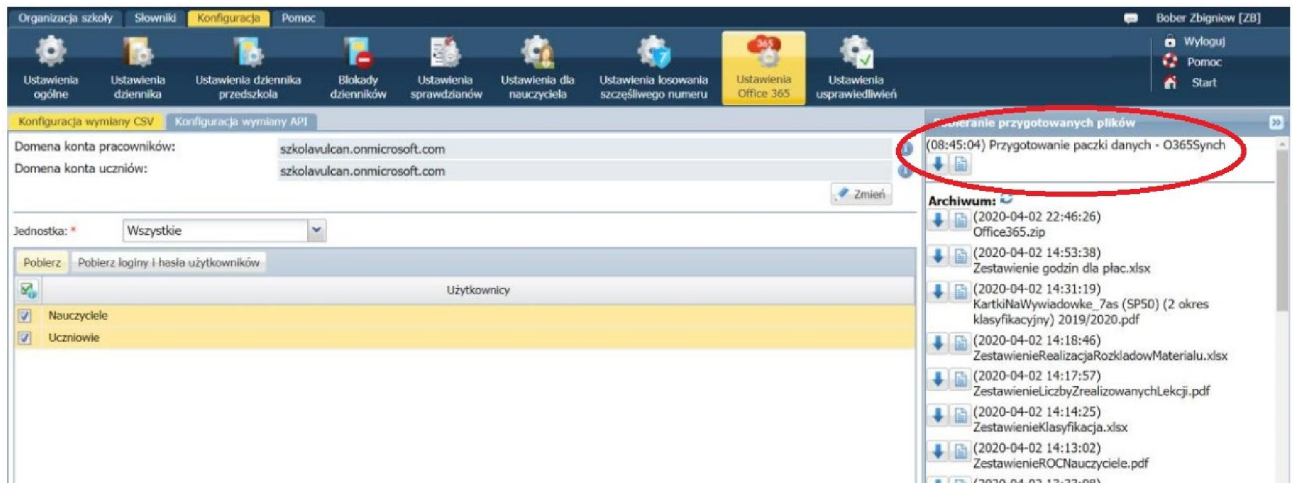 Organizacja szkoły Słowniki Konfiguracja Pomoc
Bober Zbigniew [ZB]
Ustawienia ogólne
Ustawienia dziennika
Ustawienia dziennika przedszkola
Blokady dzienników
Ustawienia sprawdzianów
Ustawienia dla nauczyciela
7
Ustawienia losowania szczęśliwego numeru
365
Ustawienia Office 365
Ustawienia usprawiedliwień
Wyloguj
Pomoc
Start
Konfiguracja wymiany CSV Konfiguracja wymiany API
Domena konta pracowników: szkolavulcan.onmicrosoft.com
Domena konta uczniów: szkolavulcan.onmicrosoft.com
Zmień
Jednostka: * Wszystkie
Pobierz Pobierz loginy i hasła użytkowników
Użytkownicy
Nauczyciele
Uczniowie
przygotowanych plików
(08:45:04) Przygotowanie paczki danych - O365Synch
Archiwum:
(2020-04-02 22:46:26)
Office365.zip
(2020-04-02 14:53:38)
Zestawienie godzin dla płac.xlsx
(2020-04-02 14:31:19)
KartkiNaWywiadowke_7as (SP50) (2 okres
klasyfikacyjny) 2019/2020.pdf
(2020-04-02 14:18:46)
ZestawienieRealizacjaRozkladowMaterialu.xlsx
(2020-04-02 14:17:57)
ZestawienieLiczbyZrealizowanychLekcji.pdf
(2020-04-02 14:14:25)
ZestawienieKlasyfikacja.xlsx
(2020-04-02 14:13:02)
ZestawienieROCNauczyciele.pdf